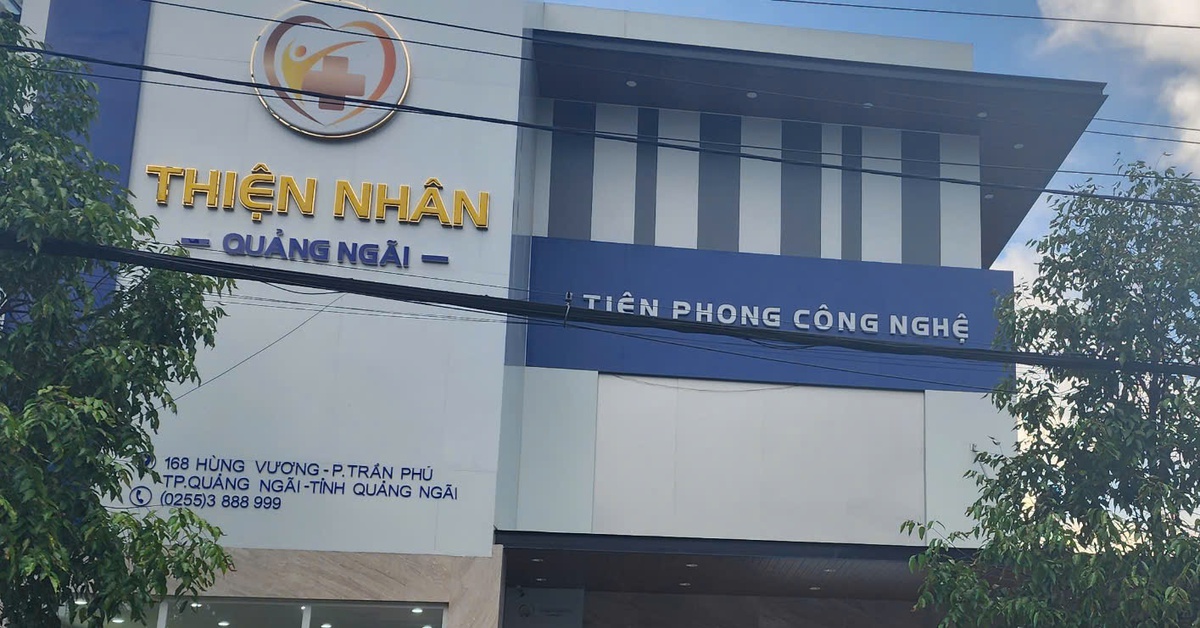 THIỆN NHÂN
- QUẢNG NGÃI -
TIÊN PHONG CÔNG NGHỆ
168 HÙNG VƯƠNG - P.TRẦN PHÚ
TP.QUẢNG NGÃI - TỈNH QUẢNG NGÃI
(0255)3 888 999